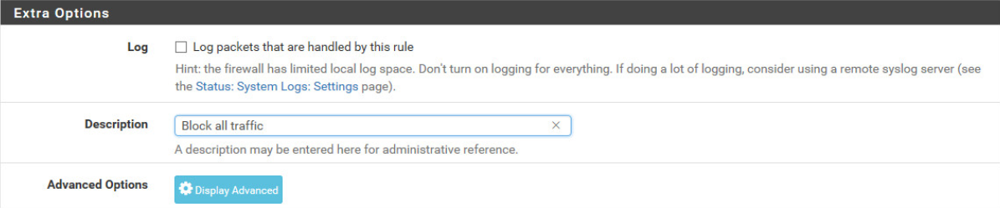 Extra Options
Log
Log packets that are handled by this rule
Hint: the firewall has limited local log space. Don't turn on logging for everything. If doing a lot of logging, consider using a remote syslog server (see
the Status: System Logs: Settings page).
Description
Block all traffic
A description may be entered here for administrative reference.
Advanced Options
Display Advanced